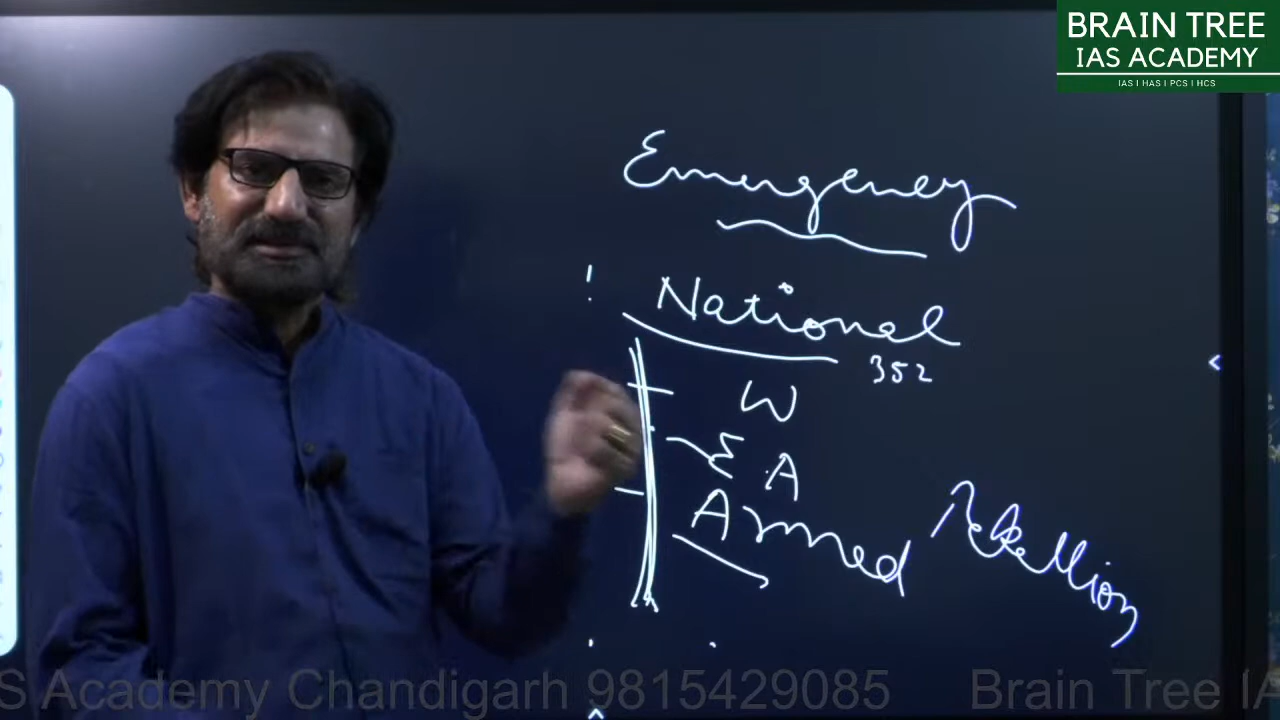 BRAIN TREE
IAS ACADEMY
IAS I HAS I PCS I HCS
Emergency
National
352
W
E.A
Armed Rebellion
S Academy Chandigarh 9815429085 Brain Tree IA